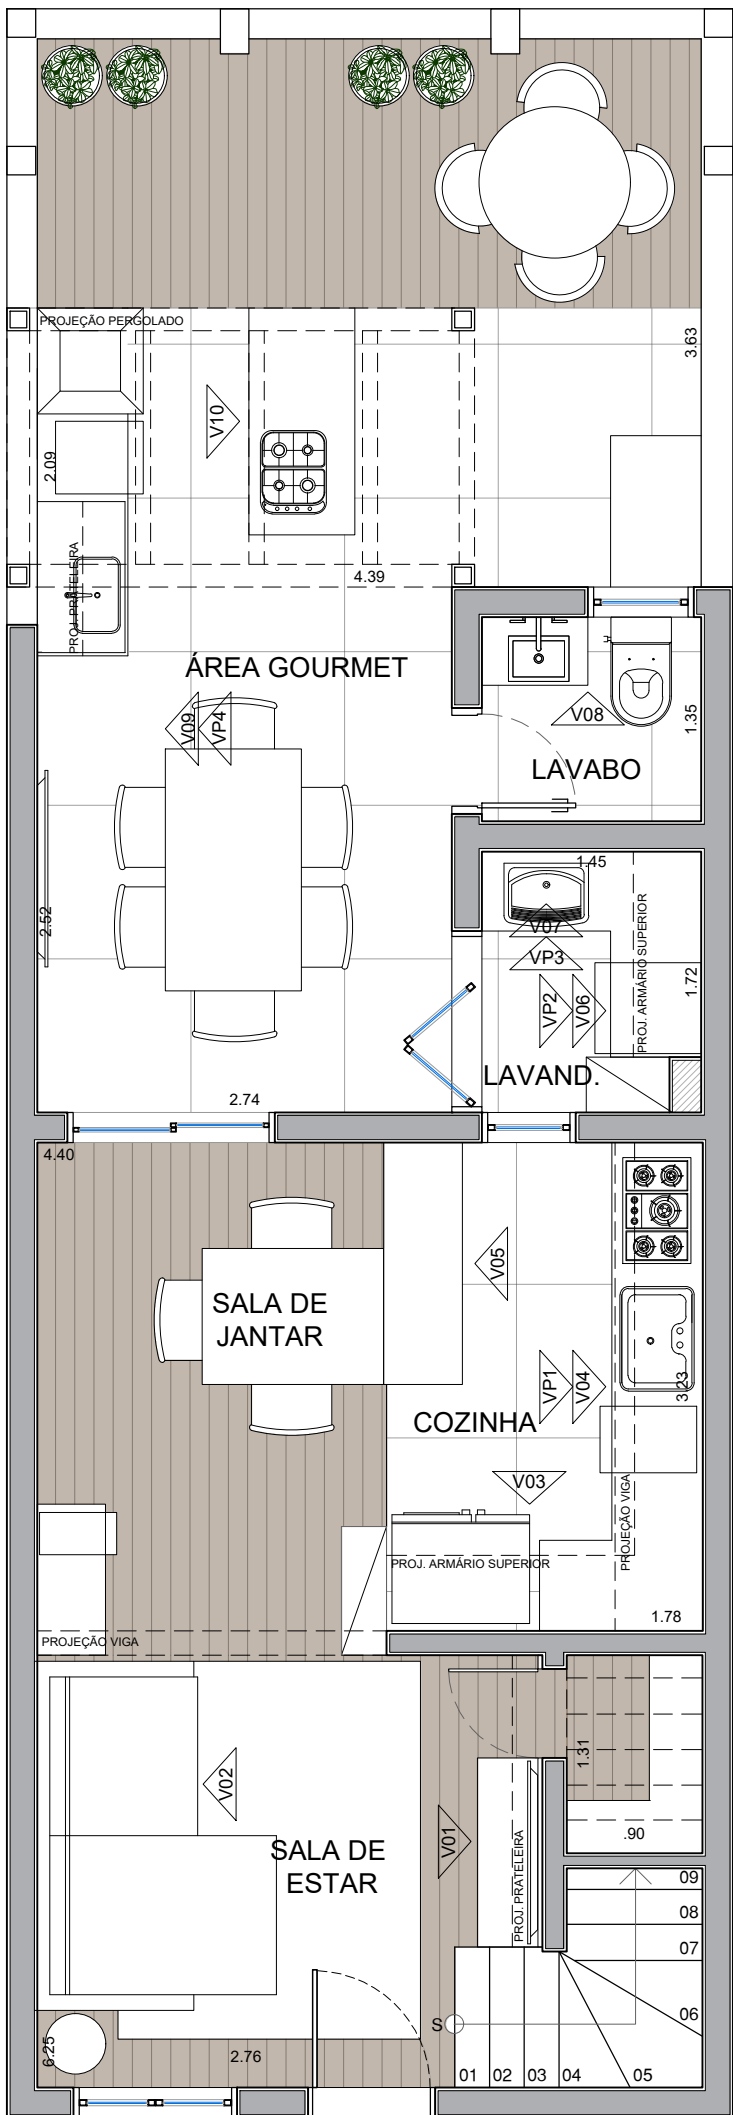 PROJEÇÃO PERGOLADO
3.63
V10
2.09
PROJ. PRATELEIRA
4.39
ÁREA GOURMET
V09
VP4
V08
1.35
LAVABO
1.45
V07
VP3
PROJ. ARMÁRIO SUPERIOR
2.52
VP2
V06
1.72
LAVAND.
2.74
4.40
V05
SALA DE
JANTAR
VP1
V04
3.23
COZINHA
V03
PROJEÇÃO VIGA
PROJ. ARMÁRIO SUPERIOR
1.78
PROJEÇÃO VIGA
1.31
V02
V01
.90
SALA DE
ESTAR
PROJ. PRATELEIRA
09
08
07
06
S
6.25
2.76
01
02
03
04
05